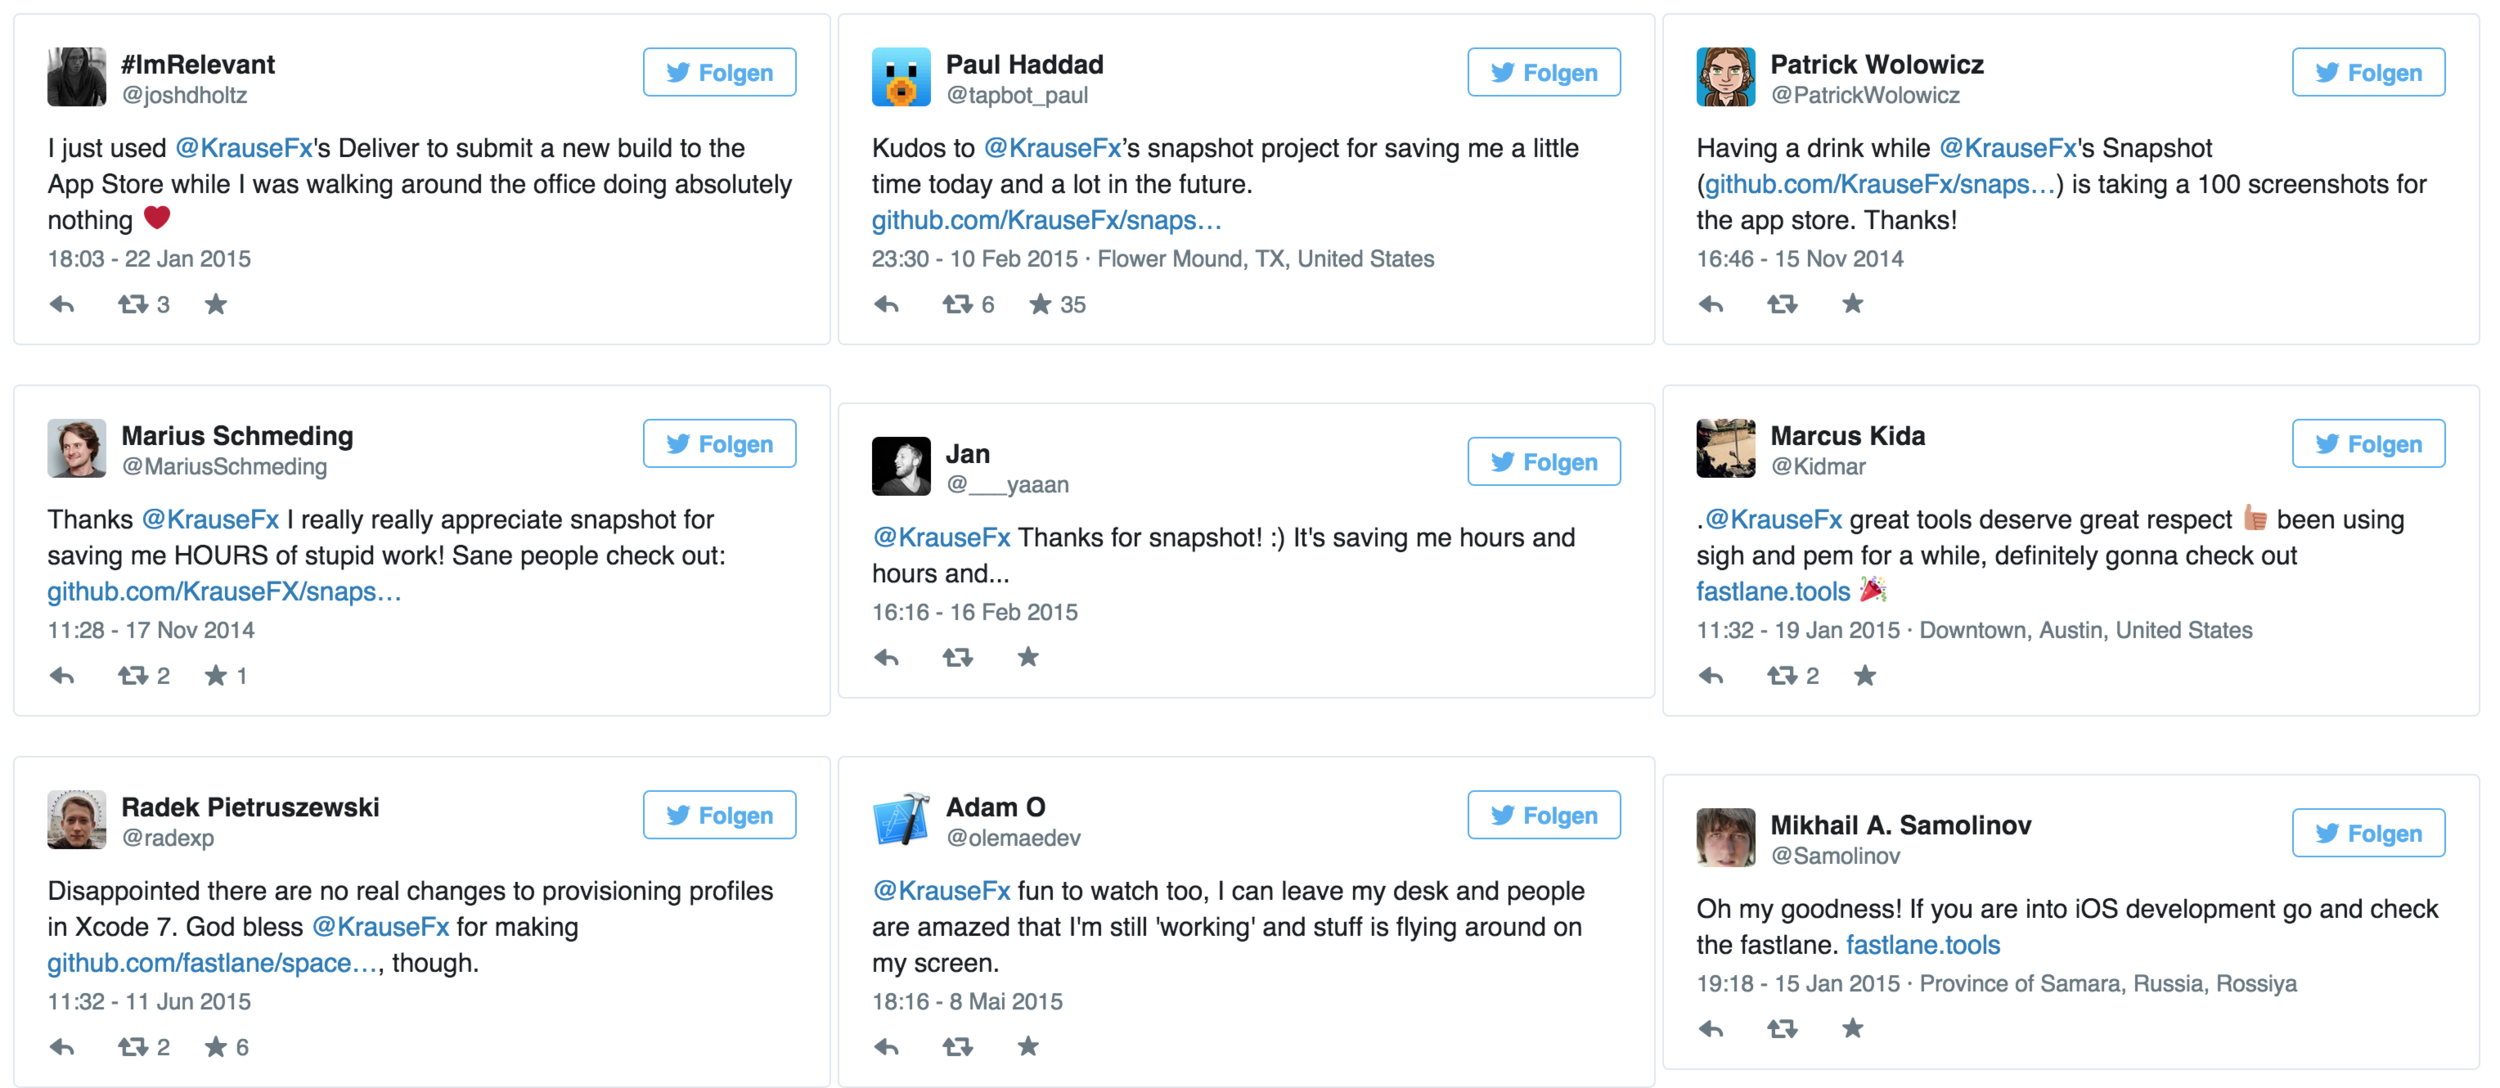 #ImRelevant
@joshdholtz
Folgen
I just used @KrauseFx's Deliver to submit a new build to the
App Store while I was walking around the office doing absolutely
nothing ❤️
18:03 - 22 Jan 2015
3
Paul Haddad
@tapbot_paul
Folgen
Kudos to @KrauseFx’s snapshot project for saving me a little
time today and a lot in the future.
github.com/KrauseFx/snaps…
23:30 - 10 Feb 2015 · Flower Mound, TX, United States
6 35
Patrick Wolowicz
@PatrickWolowicz
Folgen
Having a drink while @KrauseFx's Snapshot
(github.com/KrauseFx/snaps…) is taking a 100 screenshots for
the app store. Thanks!
16:46 - 15 Nov 2014
Marius Schmeding
@MariusSchmeding
Folgen
Thanks @KrauseFx I really really appreciate snapshot for
saving me HOURS of stupid work! Sane people check out:
github.com/KrauseFX/snaps…
11:28 - 17 Nov 2014
2 1
Jan
@___yaaan
Folgen
@KrauseFx Thanks for snapshot! :) It's saving me hours and
hours and...
16:16 - 16 Feb 2015
Marcus Kida
@Kidmar
Folgen
.@KrauseFx great tools deserve great respect 👍 been using
sigh and pem for a while, definitely gonna check out
fastlane.tools 🎉
11:32 - 19 Jan 2015 · Downtown, Austin, United States
2
Radek Pietruszewski
@radexp
Folgen
Disappointed there are no real changes to provisioning profiles
in Xcode 7. God bless @KrauseFx for making
github.com/fastlane/space…, though.
11:32 - 11 Jun 2015
2 6
Adam O
@olemaedev
Folgen
@KrauseFx fun to watch too, I can leave my desk and people
are amazed that I'm still 'working' and stuff is flying around on
my screen.
18:16 - 8 Mai 2015
Mikhail A. Samolinov
@Samolinov
Folgen
Oh my goodness! If you are into iOS development go and check
the fastlane. fastlane.tools
19:18 - 15 Jan 2015 · Province of Samara, Russia, Rossiya